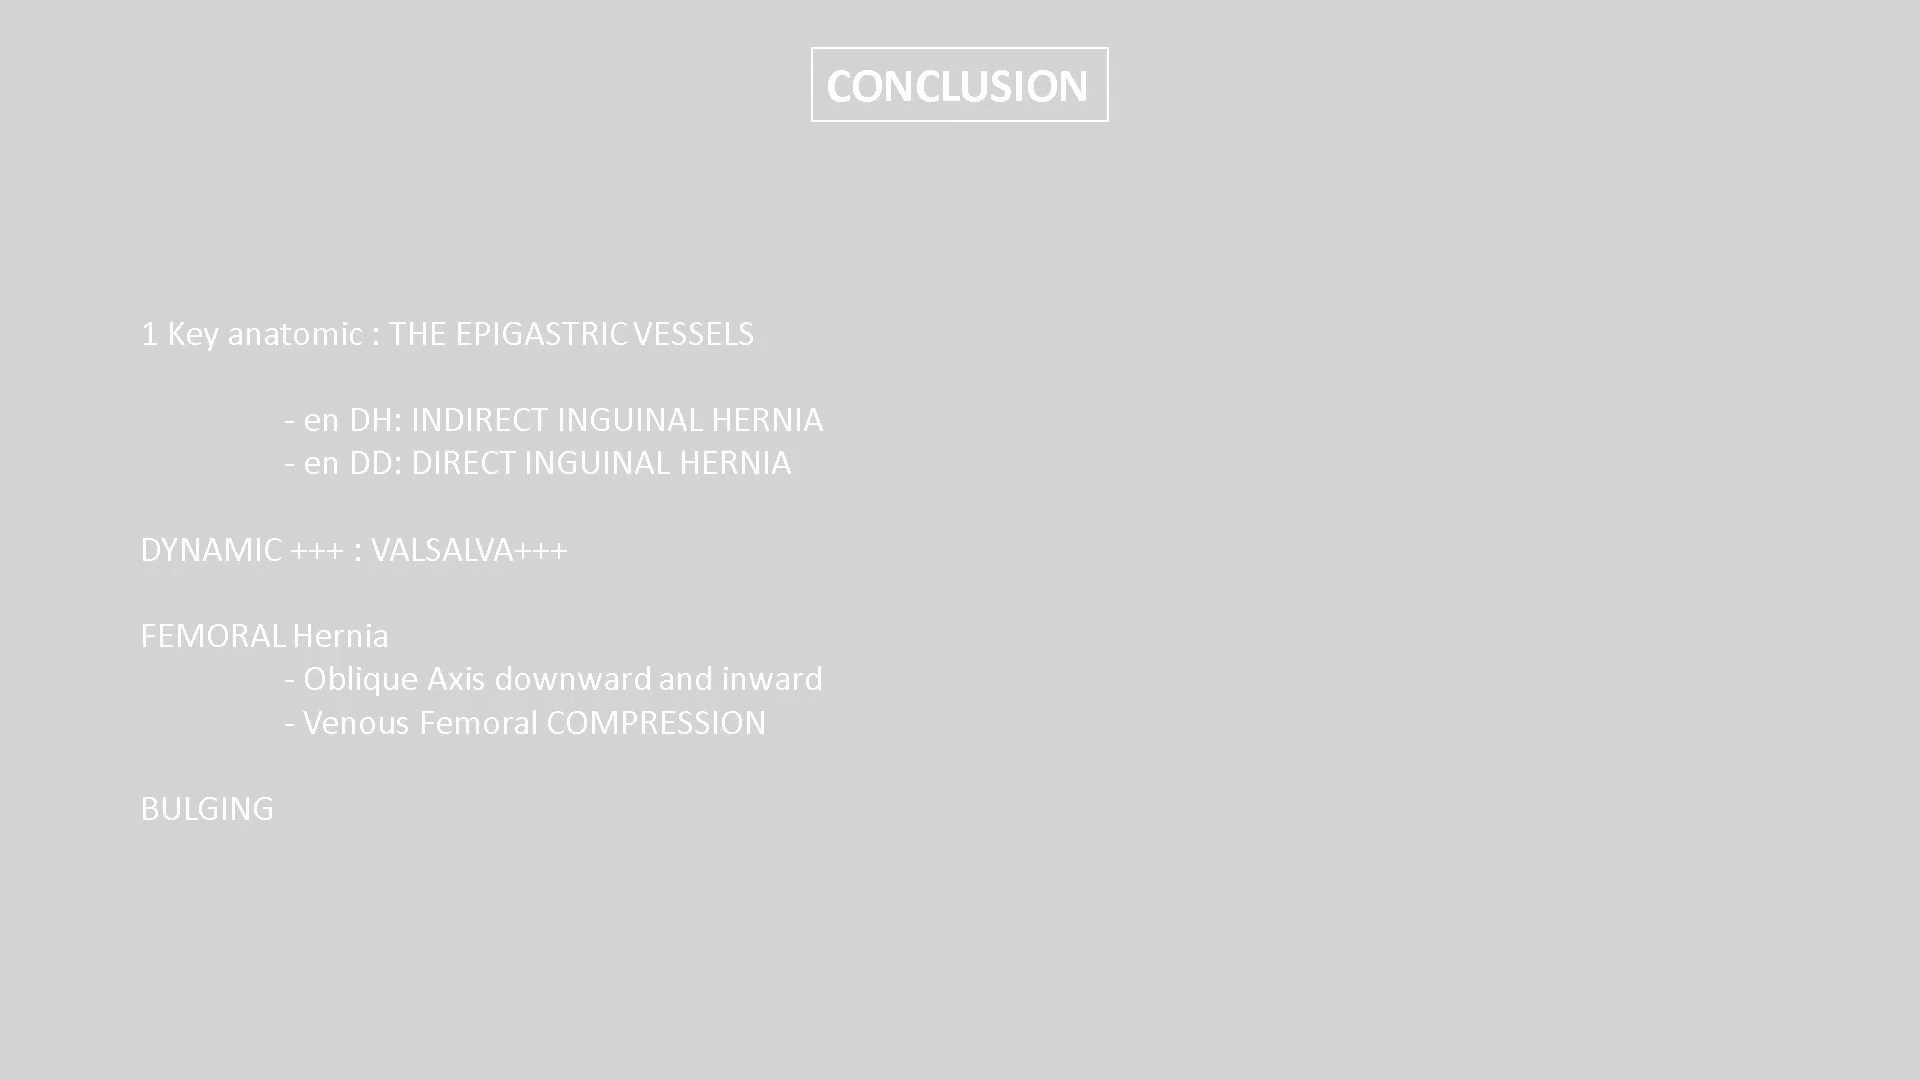 CONCLUSION
1 Key anatomic : THE EPIGASTRIC VESSELS
- en DH: INDIRECT INGUINAL HERNIA
- en DD: DIRECT INGUINAL HERNIA
DYNAMIC +++ : VALSALVA+++
FEMORAL Hernia
- Oblique Axis downward and inward
- Venous Femoral COMPRESSION
BULGING